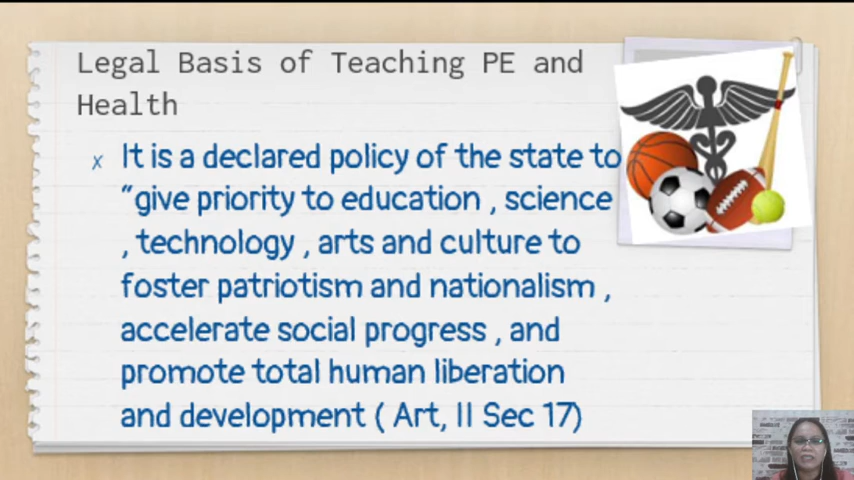 Legal Basis of Teaching PE and
Health
x It is a declared policy of the state to
“give priority to education , science
, technology , arts and culture to
foster patriotism and nationalism ,
accelerate social progress , and
promote total human liberation
and development ( Art, II Sec 17)